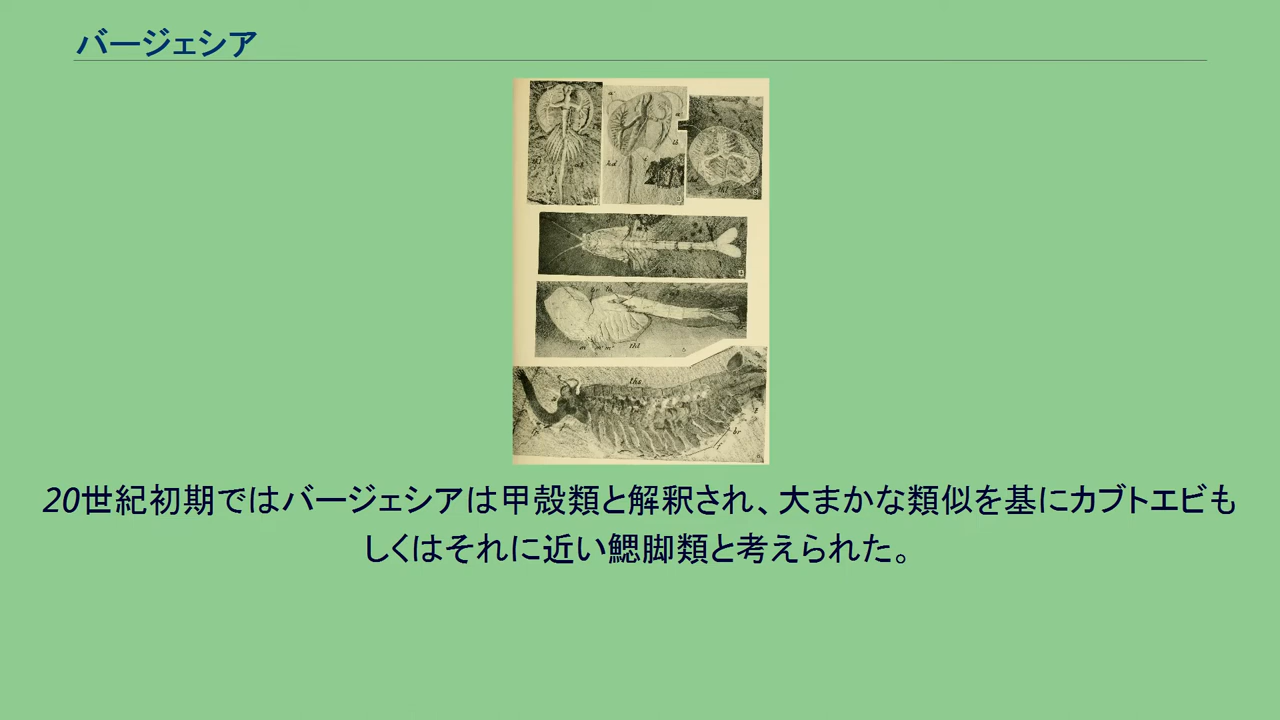 バージェシア
20世紀初期ではバージェシアは甲殻類と解釈され、大まかな類似を基にカブトエビも
しくはそれに近い鰓脚類と考えられた。